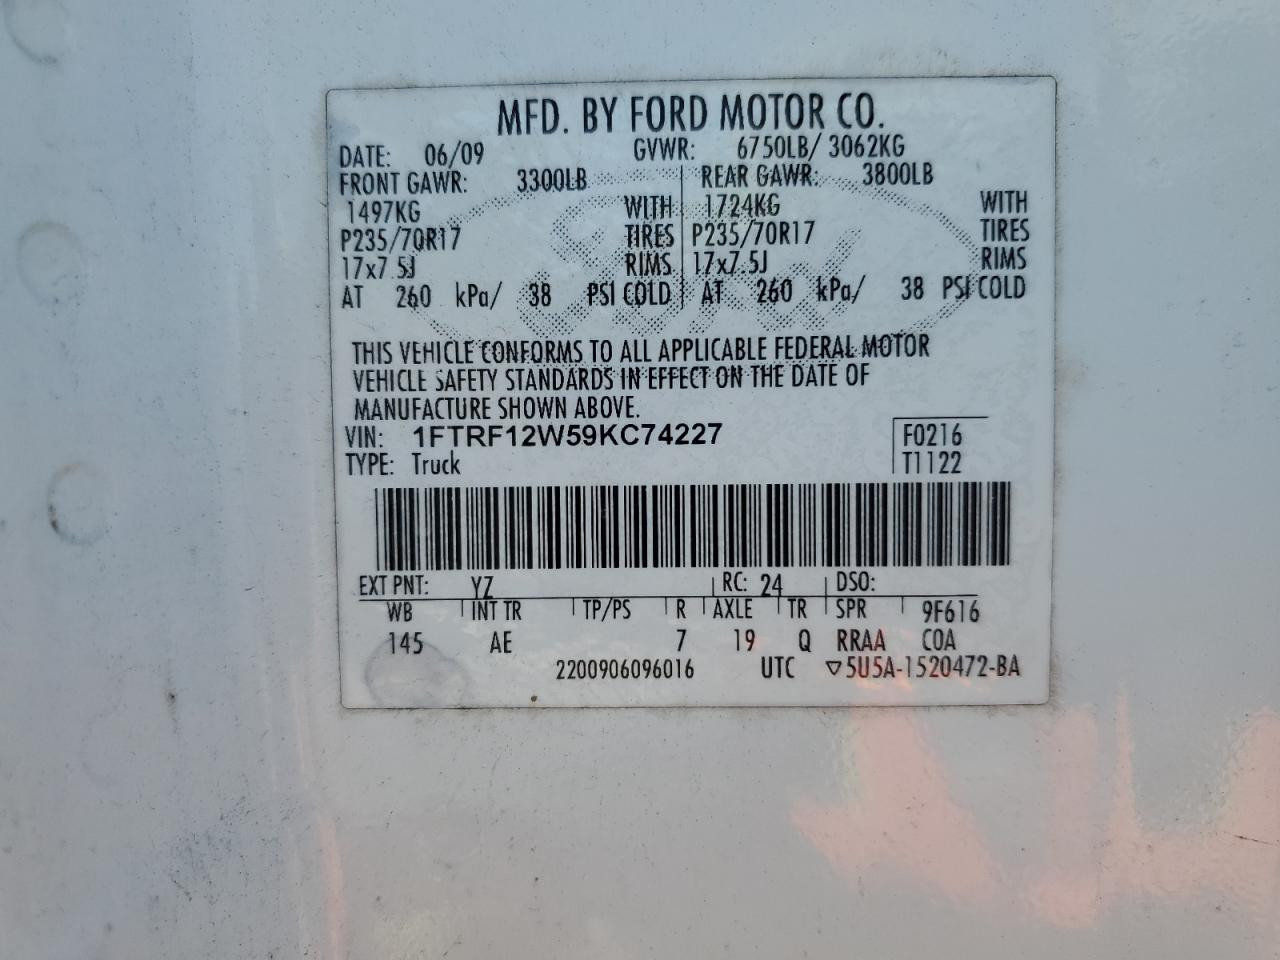 MFD. BY FORD MOTOR CO.
DATE: 06/09 GVWR: 6750LB/ 3062KG
FRONT GAWR: 3300LB REAR GAWR: 3800LB
1497KG WITH 1724KG WITH
P235/70R17 TIRES P235/70R17 TIRES
17x7.5J RIMS 17x7.5J RIMS
AT 260 kPa/ 38 PSI COLD AT 260 kPa/ 38 PSI COLD
THIS VEHICLE CONFORMS TO ALL APPLICABLE FEDERAL MOTOR
VEHICLE SAFETY STANDARDS IN EFFECT ON THE DATE OF
MANUFACTURE SHOWN ABOVE.
VIN: 1FTRF12W59KC74227 F0216
TYPE: Truck T1122
EXT PNT: YZ RC: 24 DSO:
WB INT TR TP/PS R AXLE TR SPR 9F616
145 AE 7 19 Q RRAA COA
2200906096016 UTC ▽5U5A-1520472-BA